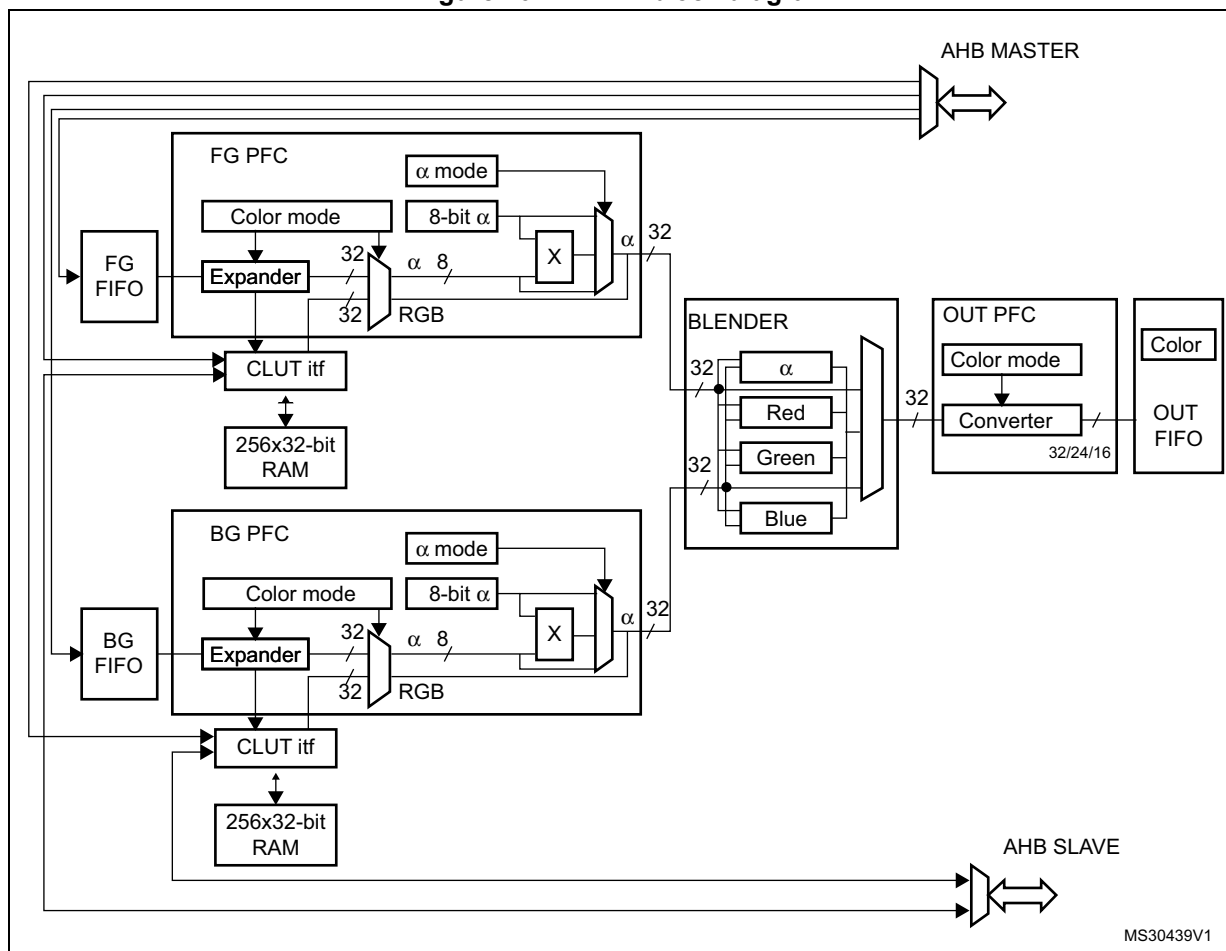 AHB MASTER
FG PFC
α mode
Color mode
8-bit α
FG
FIFO
Expander
32
32
α 8
X
α
32
RGB
CLUT itf
256x32-bit
RAM
BLENDER
32
32
α
Red
Green
Blue
32
OUT PFC
Color mode
Converter
32/24/16
Color
OUT
FIFO
BG PFC
α mode
Color mode
8-bit α
BG
FIFO
Expander
32
32
α 8
X
α
32
RGB
CLUT itf
256x32-bit
RAM
AHB SLAVE
MS30439V1